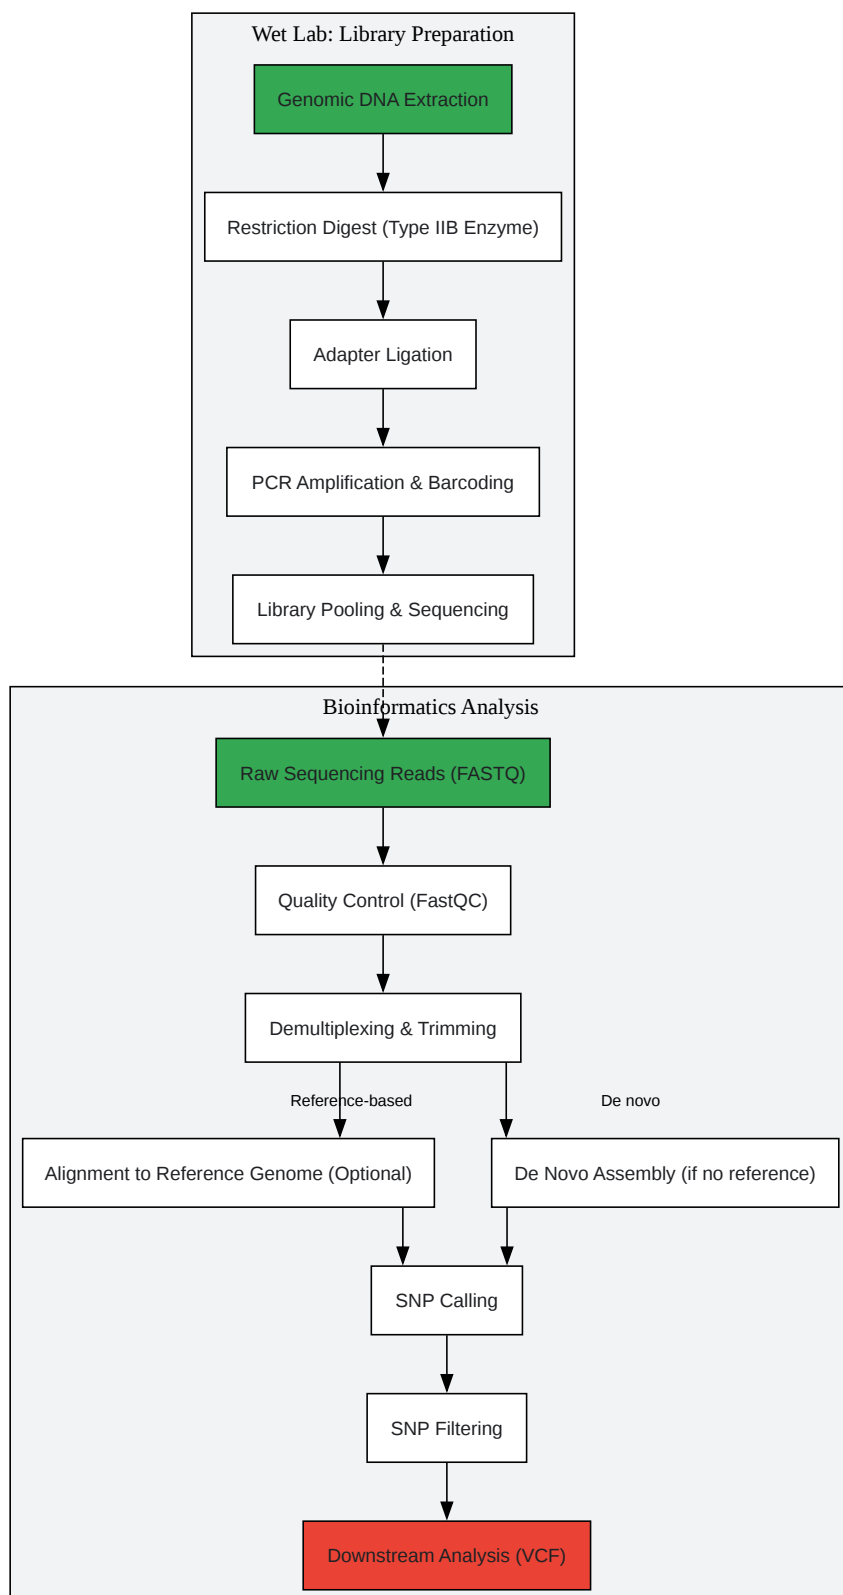 Wet Lab: Library Preparation
Genomic DNA Extraction
Restriction Digest (Type IIB Enzyme)
Adapter Ligation
PCR Amplification & Barcoding
Library Pooling & Sequencing
Bioinformatics Analysis
Raw Sequencing Reads (FASTQ)
Quality Control (FastQC)
Demultiplexing & Trimming
Reference-based
De novo
Alignment to Reference Genome (Optional)
De Novo Assembly (if no reference)
SNP Calling
SNP Filtering
Downstream Analysis (VCF)